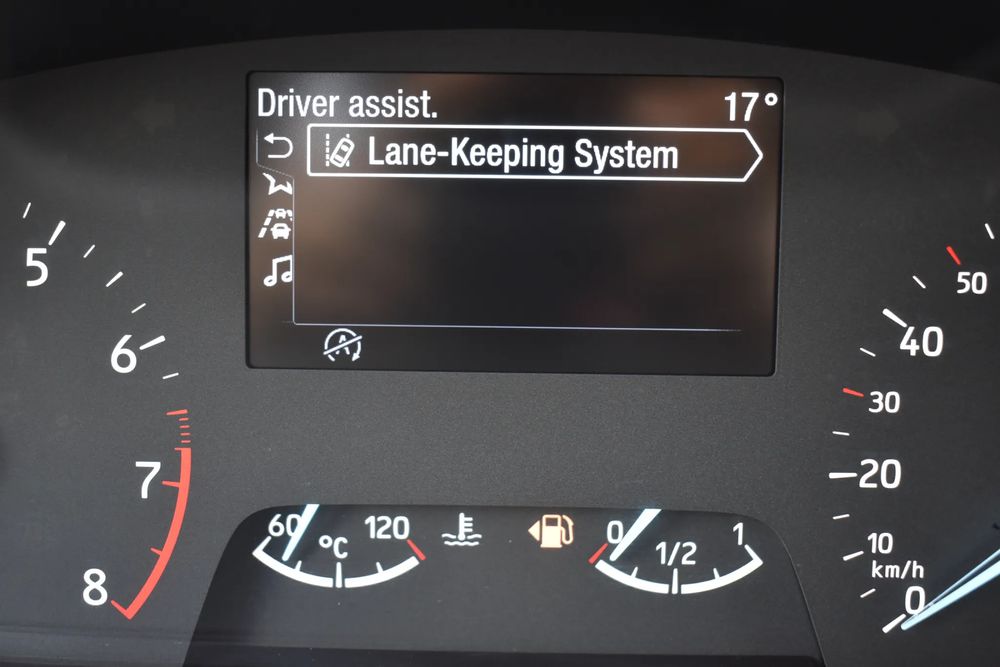 Driver assist. 17°
Lane-Keeping System
A
5
6
7
8
60 120
°C
0 1/2 1
50
40
30
20
10
km/h
0